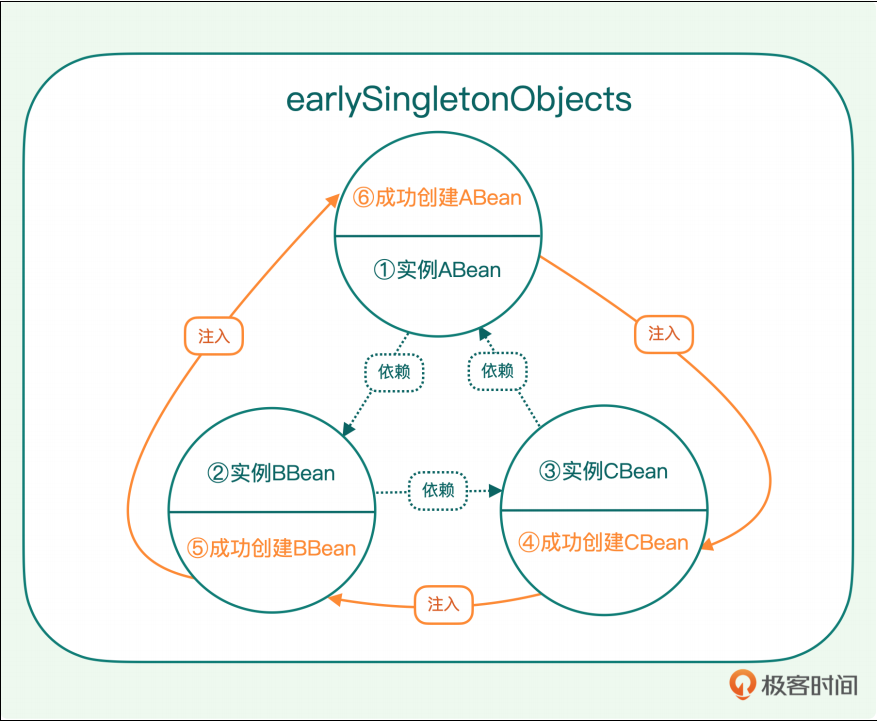 earlySingletonObjects
⑥成功创建ABean
①实例ABean
注入
注入
依赖
依赖
②实例BBean
③实例CBean
依赖
⑤成功创建BBean
④成功创建CBean
注入
极客时间